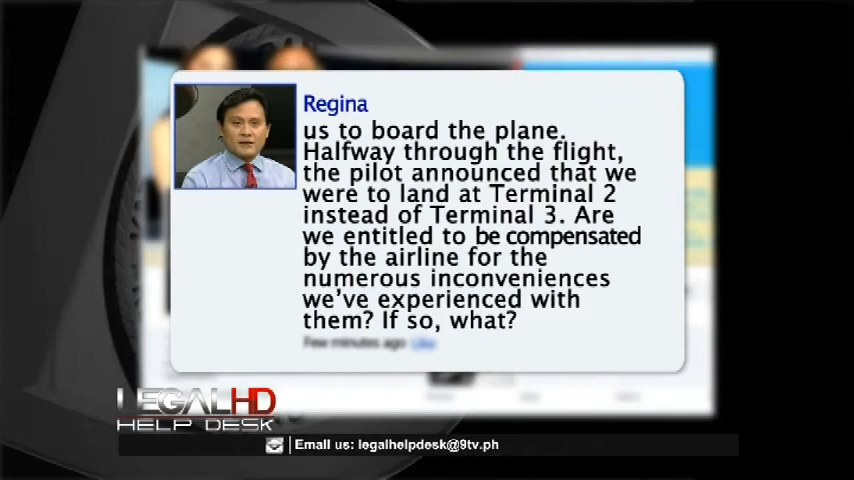 Regina
us to board the plane.
Halfway through the flight,
the pilot announced that we
were to land at Terminal 2
instead of Terminal 3. Are
we entitled to be compensated
by the airline for the
numerous inconveniences
we've experienced with
them? If so, what?
Few minutes ago Like
LEGALHD
HELP DESK
Email us: legalhelpdesk@9tv.ph